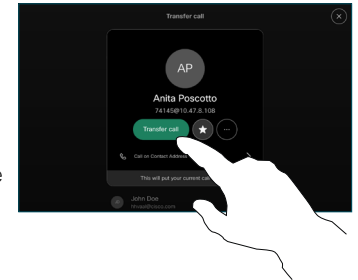 Transfer call
AP
Anita Poscotto
74145@10.47.8.108
Transfer call
Call on Contact Address
This will put your current cal
John Doe
e